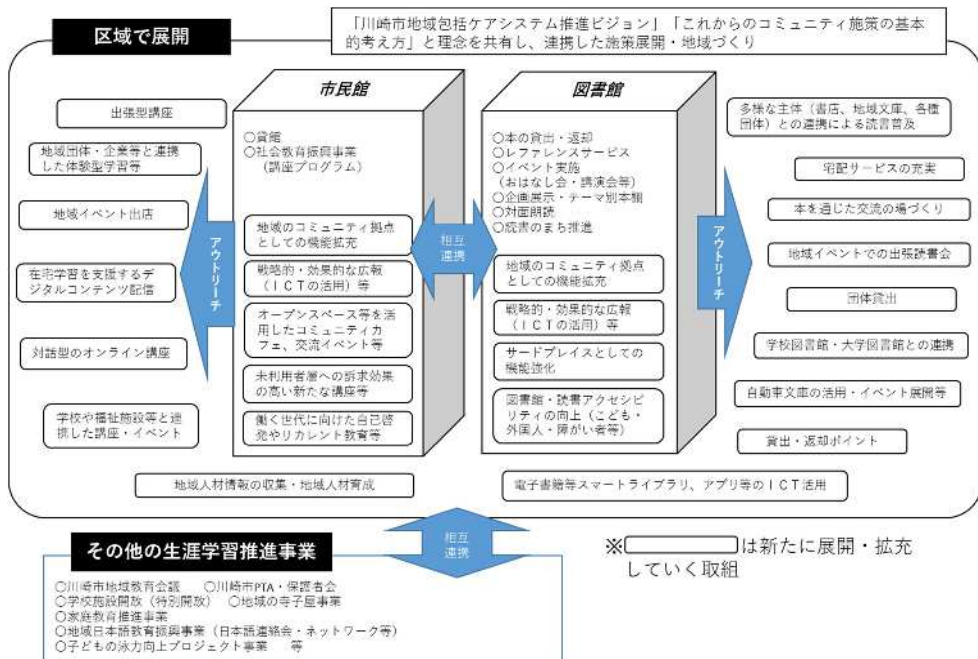 区域で展開
「川崎市地域包括ケアシステム推進ビジョン」「これからのコミュニティ施策の基本
的考え方」と理念を共有し、連携した施策展開・地域づくり
出張型講座
地域団体・企業等と連携
した体験型学習等
地域イベント出店
在宅学習を支援するデ
ジタルコンテンツ配信
対話型のオンライン講座
学校や福祉施設等と連
携した講座・イベント
アウトリーチ
市民館
○貸館
○社会教育振興事業
(講座プログラム)
地域のコミュニティ拠点
としての機能拡充
戦略的・効果的な広報
(ICTの活用)等
オープンスペース等を活
用したコミュニティカ
フェ、交流イベント等
未利用者層への訴求効果
の高い新たな講座等
働く世代に向けた自己啓
発やリカレント教育等
相互
連携
図書館
○本の貸出・返却
○レファレンスサービス
○イベント実施
(おはなし会・講演会等)
○企画展示・テーマ別本棚
○対面朗読
○読書のまち推進
地域のコミュニティ拠点
としての機能拡充
戦略的・効果的な広報
(ICTの活用)等
サードプレイスとしての
機能強化
図書館・読書アクセシビ
リティの向上(こども・
外国人・障がい者等)
アウトリーチ
多様な主体(書店、地域文庫、各種
団体)との連携による読書普及
宅配サービスの充実
本を通じた交流の場づくり
地域イベントでの出張読書会
団体貸出
学校図書館・大学図書館との連携
自動車文庫の活用・イベント展開等
貸出・返却ポイント
地域人材情報の収集・地域人材育成
電子書籍等スマートライブラリ、アプリ等のICT活用
相互
連携
その他の生涯学習推進事業
○川崎市地域教育会議 ○川崎市PTA・保護者会
○学校施設開放(特別開放) ○地域の寺子屋事業
○家庭教育推進事業
○地域日本語教育振興事業(日本語連絡会・ネットワーク等)
○子どもの泳力向上プロジェクト事業 等
※ は新たに展開・拡充
していく取組